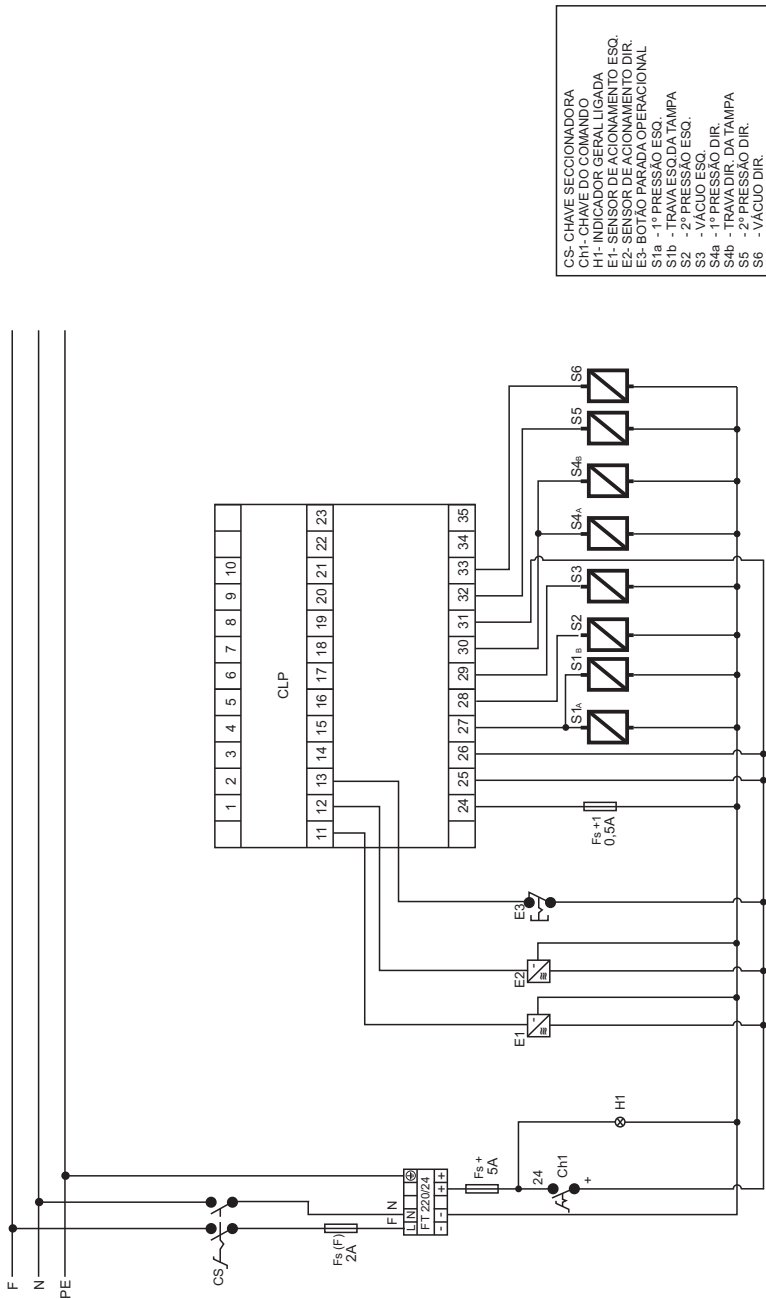 F
N
PE
CS
Fs (F)
2A
F N
L N
FT 220/24
- - + +
Fs +
5A
24
Ch1
+
H1
E1
E2
E3
CLP
1 2 3 4 5 6 7 8 9 10
11 12 13 14 15 16 17 18 19 20 21 22 23
24 25 26 27 28 29 30 31 32 33 34 35
Fs +1
0,5A
S1A
S1B
S2
S3
S4A
S4B
S5
S6
CS- CHAVE SECCIONADORA
Ch1- CHAVE DO COMANDO
H1- INDICADOR GERAL LIGADA
E1- SENSOR DE ACIONAMENTO ESQ.
E2- SENSOR DE ACIONAMENTO DIR.
E3- BOTÃO PARADA OPERACIONAL
S1a - 1º PRESSÃO ESQ.
S1b - TRAVA ESQ.DA TAMPA
S2 - 2º PRESSÃO ESQ.
S3 - VÁCUO ESQ.
S4a - 1º PRESSÃO DIR.
S4b - TRAVA DIR. DA TAMPA
S5 - 2º PRESSÃO DIR.
S6 - VÁCUO DIR.